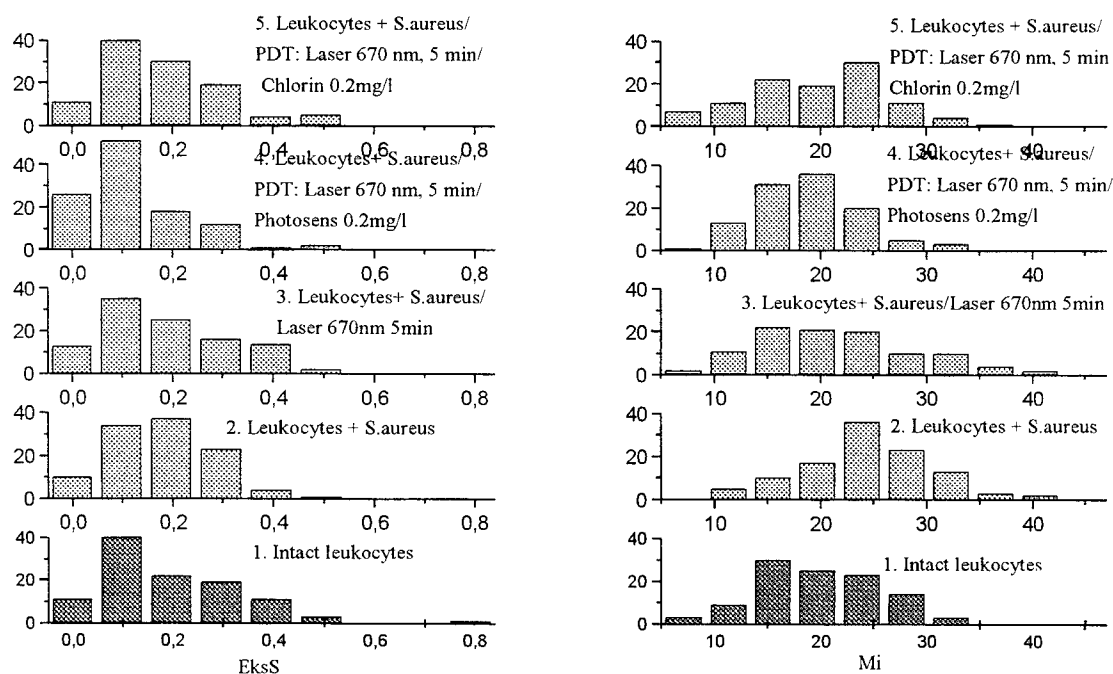 5. Leukocytes + S.aureus/
PDT: Laser 670 nm, 5 min/
Chlorin 0.2mg/l
40
20
0
0,0 0,2 0,4 0,6 0,8
4. Leukocytes+ S.aureus/
PDT: Laser 670 nm, 5 min/
Photosens 0.2mg/l
40
20
0
0,0 0,2 0,4 0,6 0,8
3. Leukocytes+ S.aureus/
Laser 670nm 5min
40
20
0
0,0 0,2 0,4 0,6 0,8
2. Leukocytes + S.aureus
40
20
0
0,0 0,2 0,4 0,6 0,8
1. Intact leukocytes
40
20
0
0,0 0,2 0,4 0,6 0,8
EksS
5. Leukocytes + S.aureus/
PDT: Laser 670 nm, 5 min
Chlorin 0.2mg/l
40
20
0
10 20 30 40
4. Leukocytes+ S.aureus/
PDT: Laser 670 nm, 5 min/
Photosens 0.2mg/l
40
20
0
10 20 30 40
3. Leukocytes+ S.aureus/Laser 670nm 5min
40
20
0
10 20 30 40
2. Leukocytes + S.aureus
40
20
0
10 20 30 40
1. Intact leukocytes
40
20
0
10 20 30 40
Mi